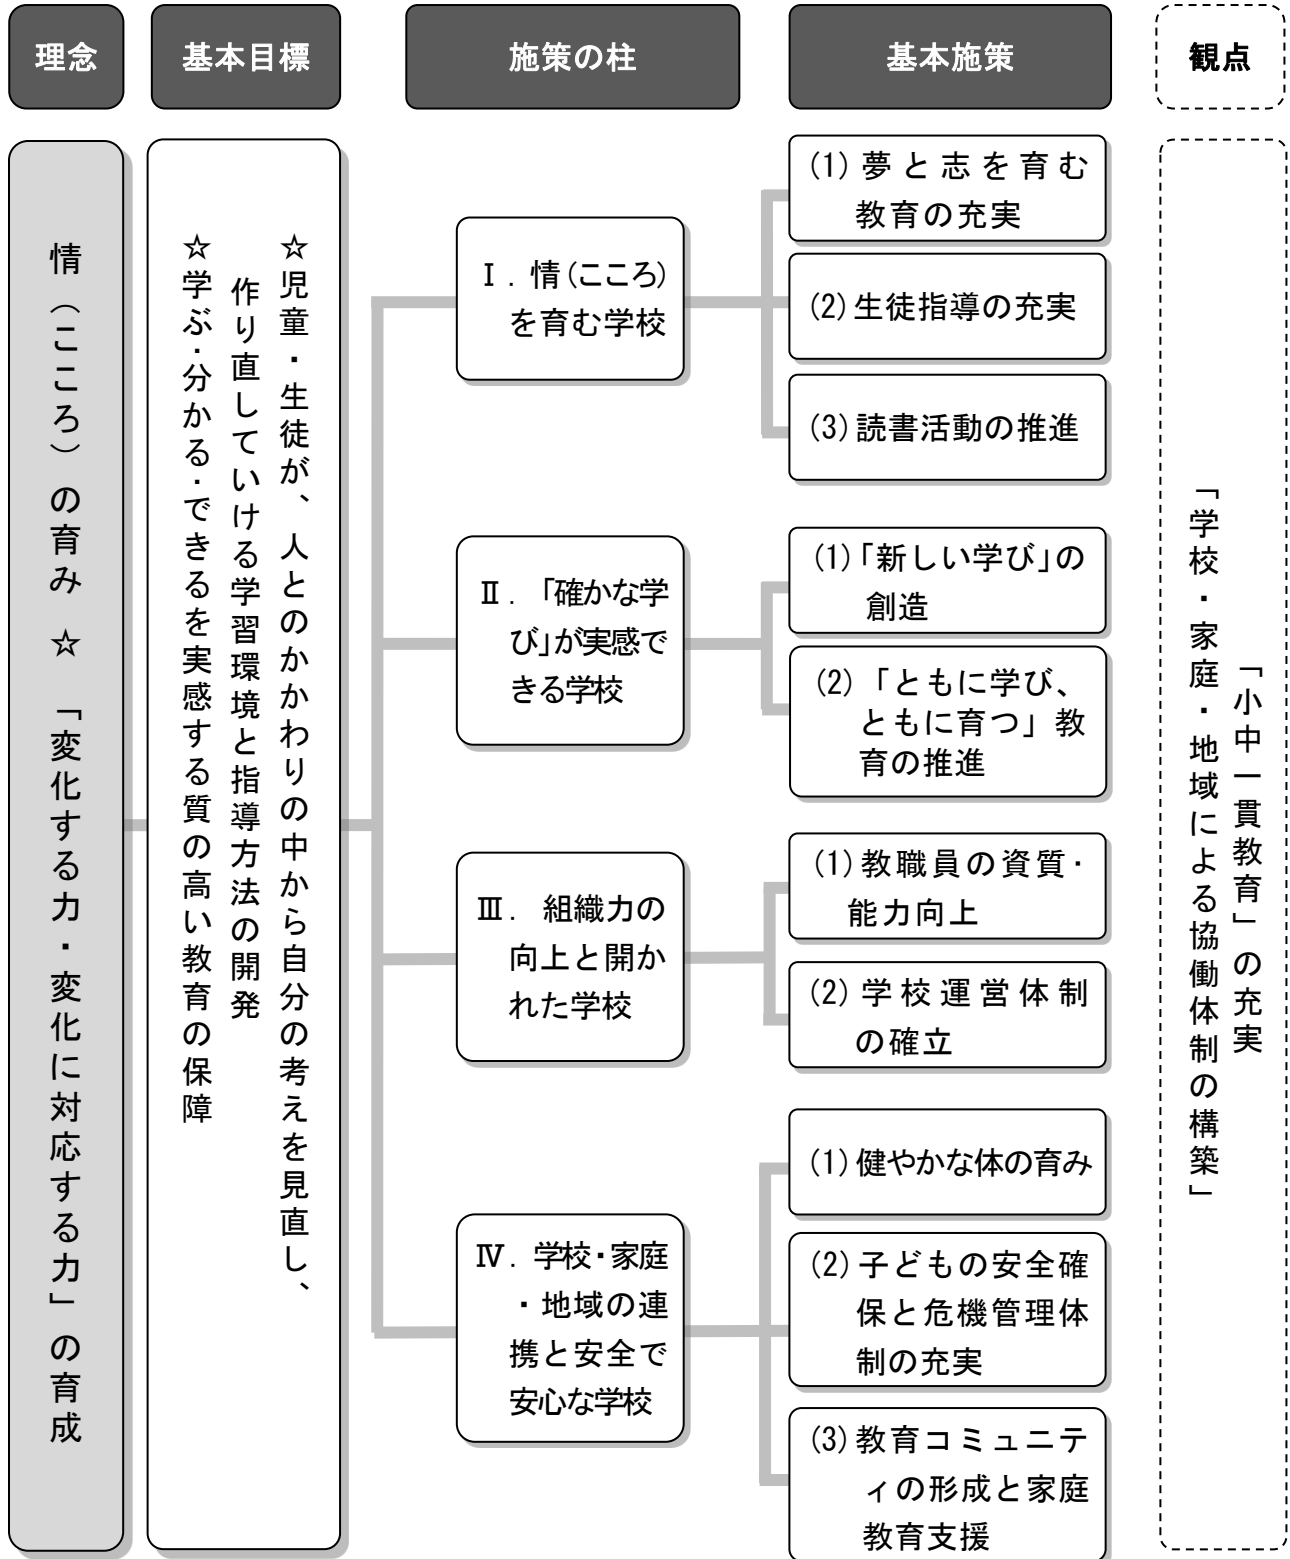 理念
基本目標
施策の柱
基本施策
観点
情（こころ）の育み ☆ 「変化する力・変化に対応する力」の育成
☆児童・生徒が、人とのかかわりの中から自分の考えを見直し、
作り直していける学習環境と指導方法の開発
☆学ぶ・分かる・できるを実感する質の高い教育の保障
Ⅰ．情(こころ)
を育む学校
(1)夢と志を育む
教育の充実
(2)生徒指導の充実
(3)読書活動の推進
Ⅱ．「確かな学
び」が実感で
きる学校
(1)「新しい学び」の
創造
(2)「ともに学び、
ともに育つ」教
育の推進
Ⅲ．組織力の
向上と開か
れた学校
(1)教職員の資質・
能力向上
(2)学校運営体制
の確立
Ⅳ．学校・家庭
・地域の連
携と安全で
安心な学校
(1)健やかな体の育み
(2)子どもの安全確
保と危機管理体
制の充実
(3)教育コミュニテ
ィの形成と家庭
教育支援
「小中一貫教育」の充実
「学校・家庭・地域による協働体制の構築」